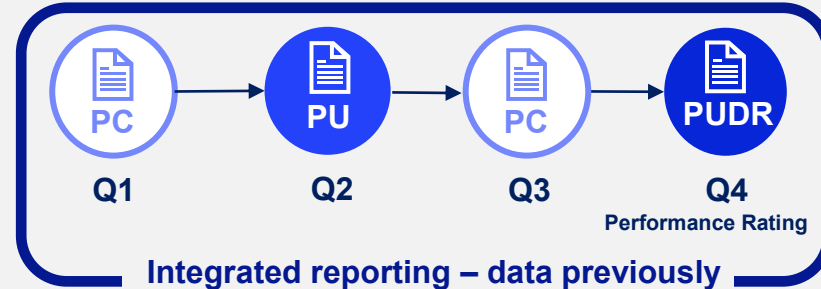 PC
PU
PC
PUDR
Q1
Q2
Q3
Q4
Performance Rating
Integrated reporting – data previously